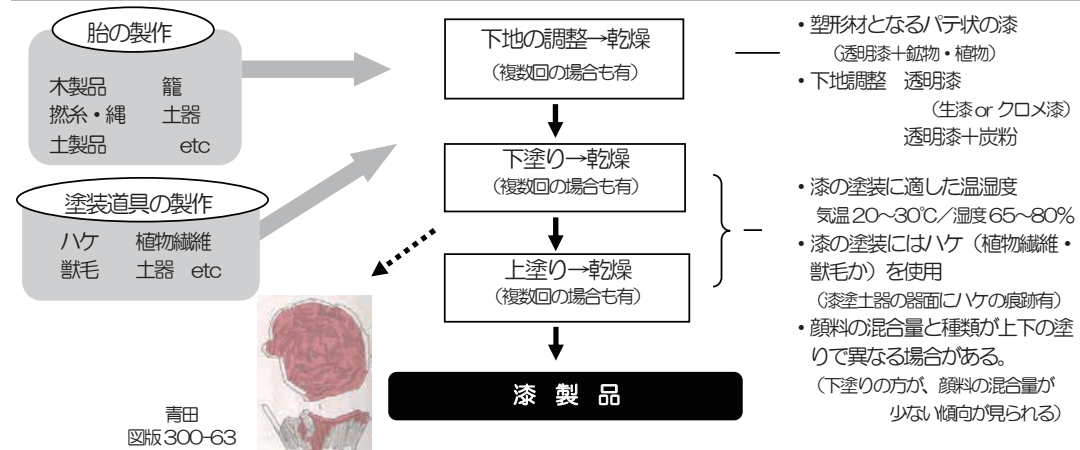 胎の製作
木製品　籠
撚糸・縄　土器
土製品　etc
塗装道具の製作
ハケ　植物繊維
獣毛　土器　etc
青田
図版300-63
下地の調整→乾燥
（複数回の場合も有）
下塗り→乾燥
（複数回の場合も有）
上塗り→乾燥
（複数回の場合も有）
漆 製 品
・塑形材となるパテ状の漆
（透明漆＋鉱物・植物）
・下地調整　透明漆
（生漆 or クロメ漆）
透明漆＋炭粉
・漆の塗装に適した温湿度
気温 20～30℃／湿度 65～80％
・漆の塗装にはハケ（植物繊維・
獣毛か）を使用
（漆塗土器の器面にハケの痕跡有）
・顔料の混合量と種類が上下の塗
りで異なる場合がある。
（下塗りの方が、顔料の混合量が
少ない傾向が見られる）